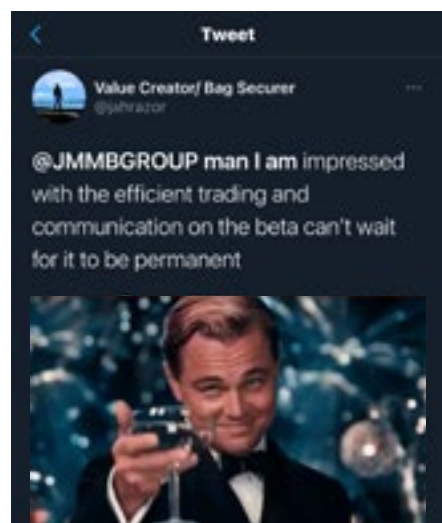 Tweet
Value Creator/ Bag Securer
@jahrazor
@JMMBGROUP man I am impressed
with the efficient trading and
communication on the beta can't wait
for it to be permanent